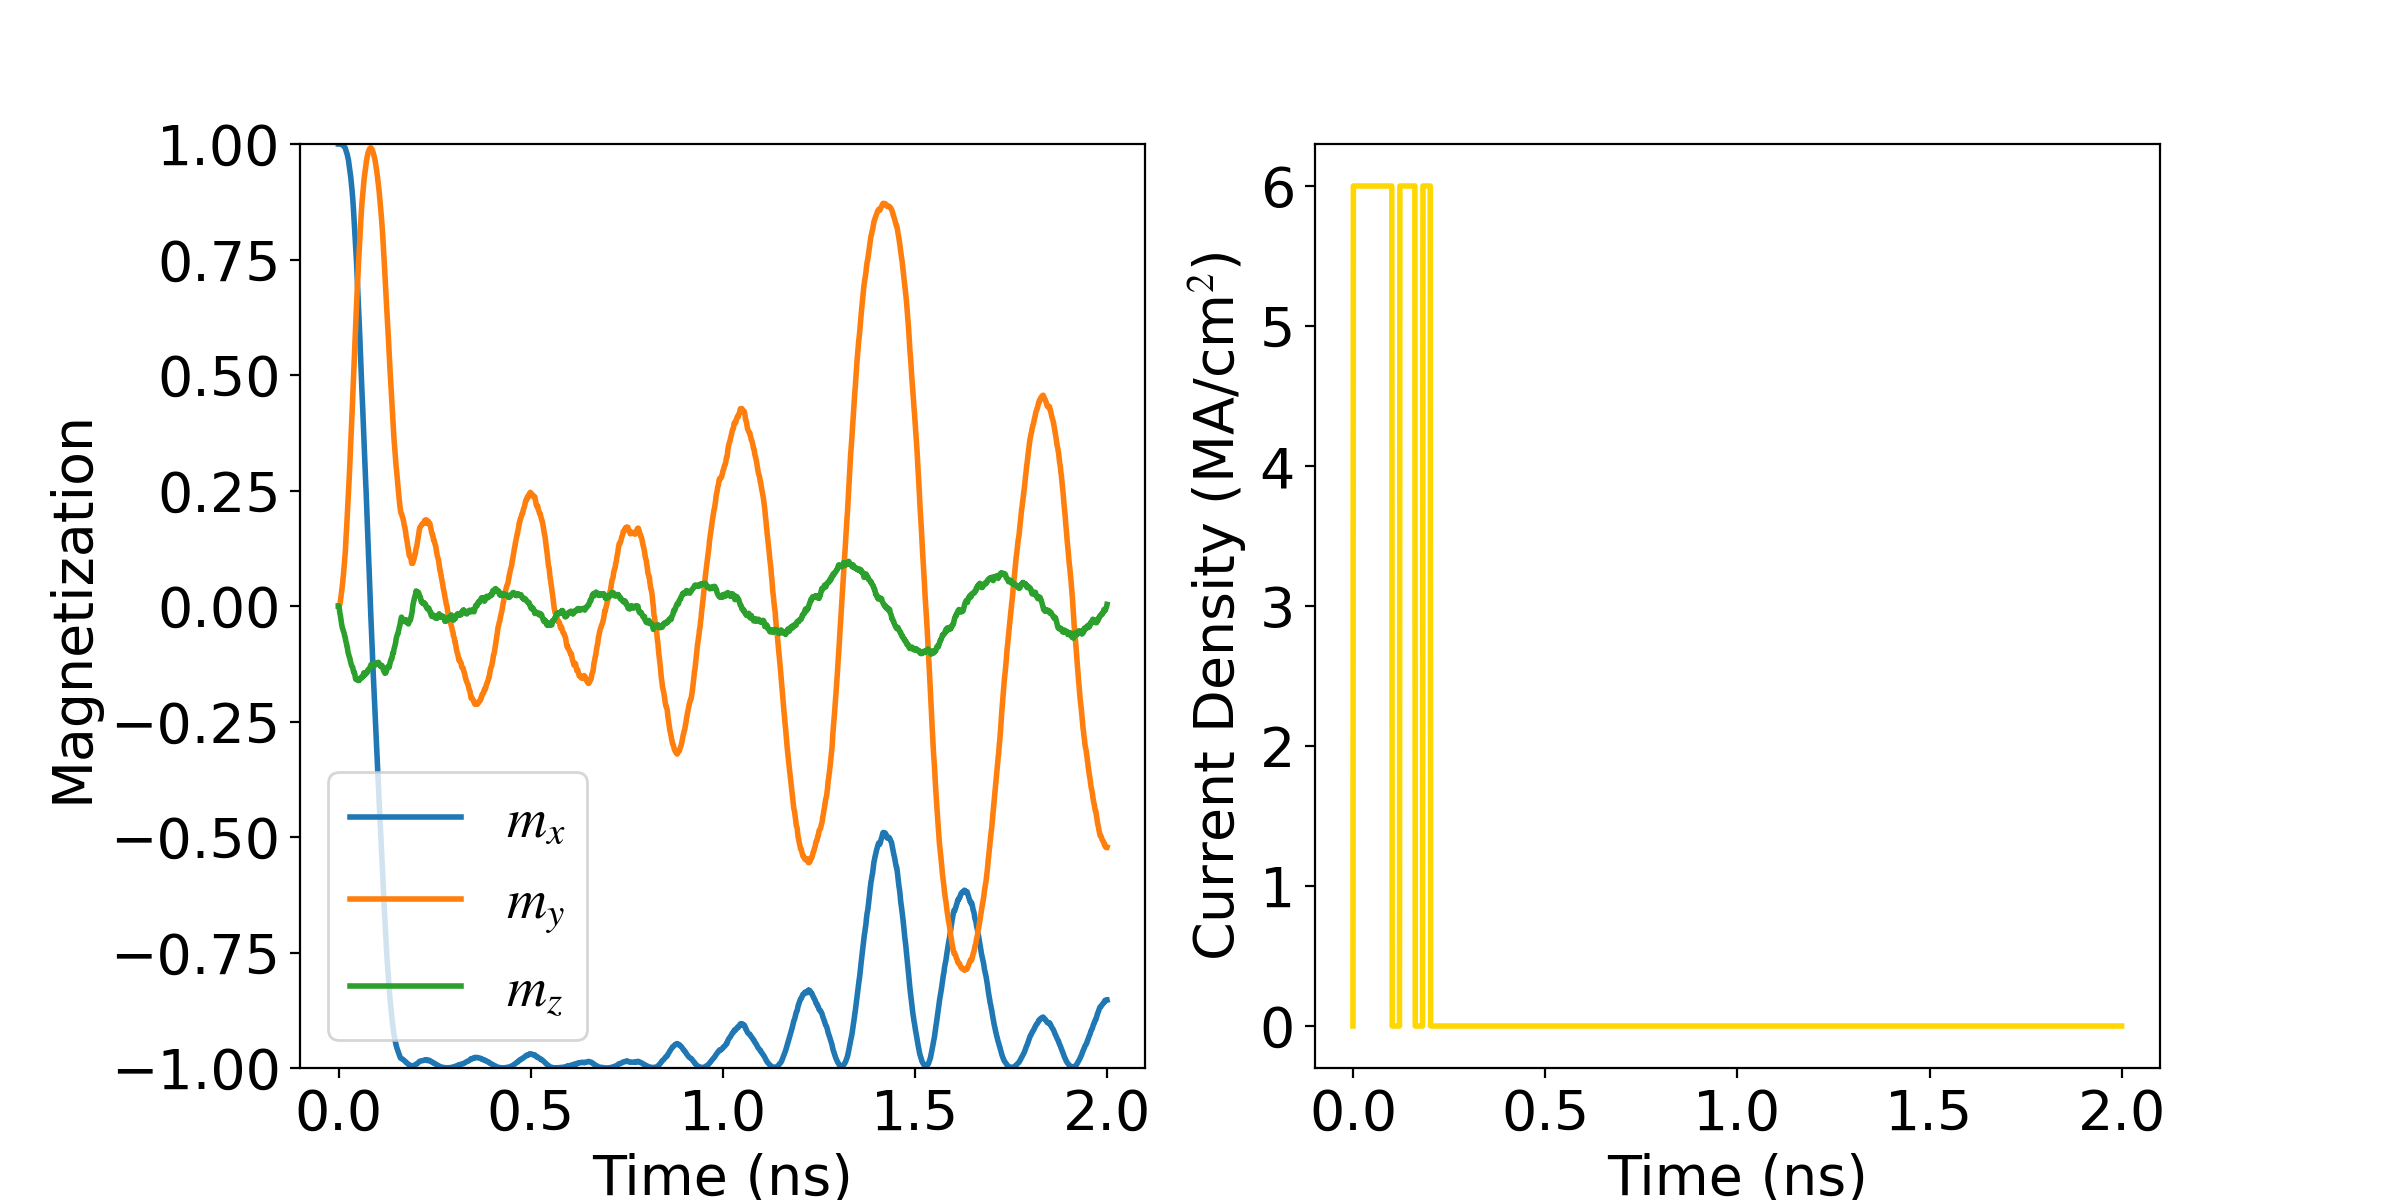 Magnetization
1.00
0.75
0.50
0.25
0.00
−0.25
−0.50
−0.75
−1.00
m_x
m_y
m_z
0.0 0.5 1.0 1.5 2.0
Time (ns)
Current Density (MA/cm²)
6
5
4
3
2
1
0
0.0 0.5 1.0 1.5 2.0
Time (ns)